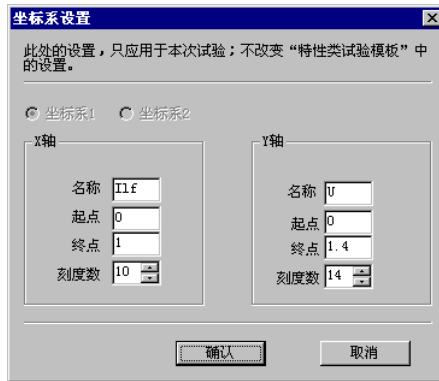 坐标系设置
此处的设置，只应用于本次试验；不改变“特性类试验模板”中
的设置。
坐标系1 坐标系2
X轴 Y轴
名称 Ilf 名称 U
起点 0 起点 0
终点 1 终点 1.4
刻度数 10 刻度数 14
确认 取消